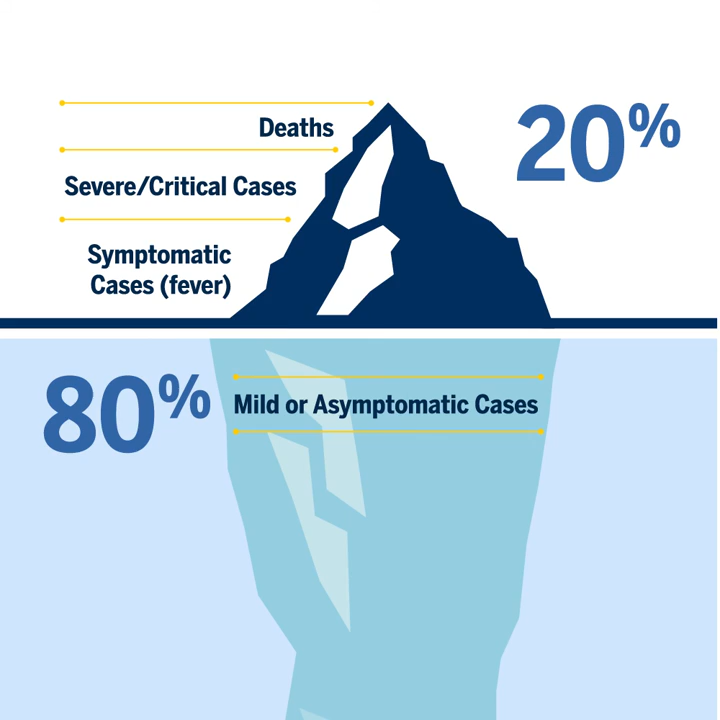 Deaths
20%
Severe/Critical Cases
Symptomatic
Cases (fever)
80%
Mild or Asymptomatic Cases